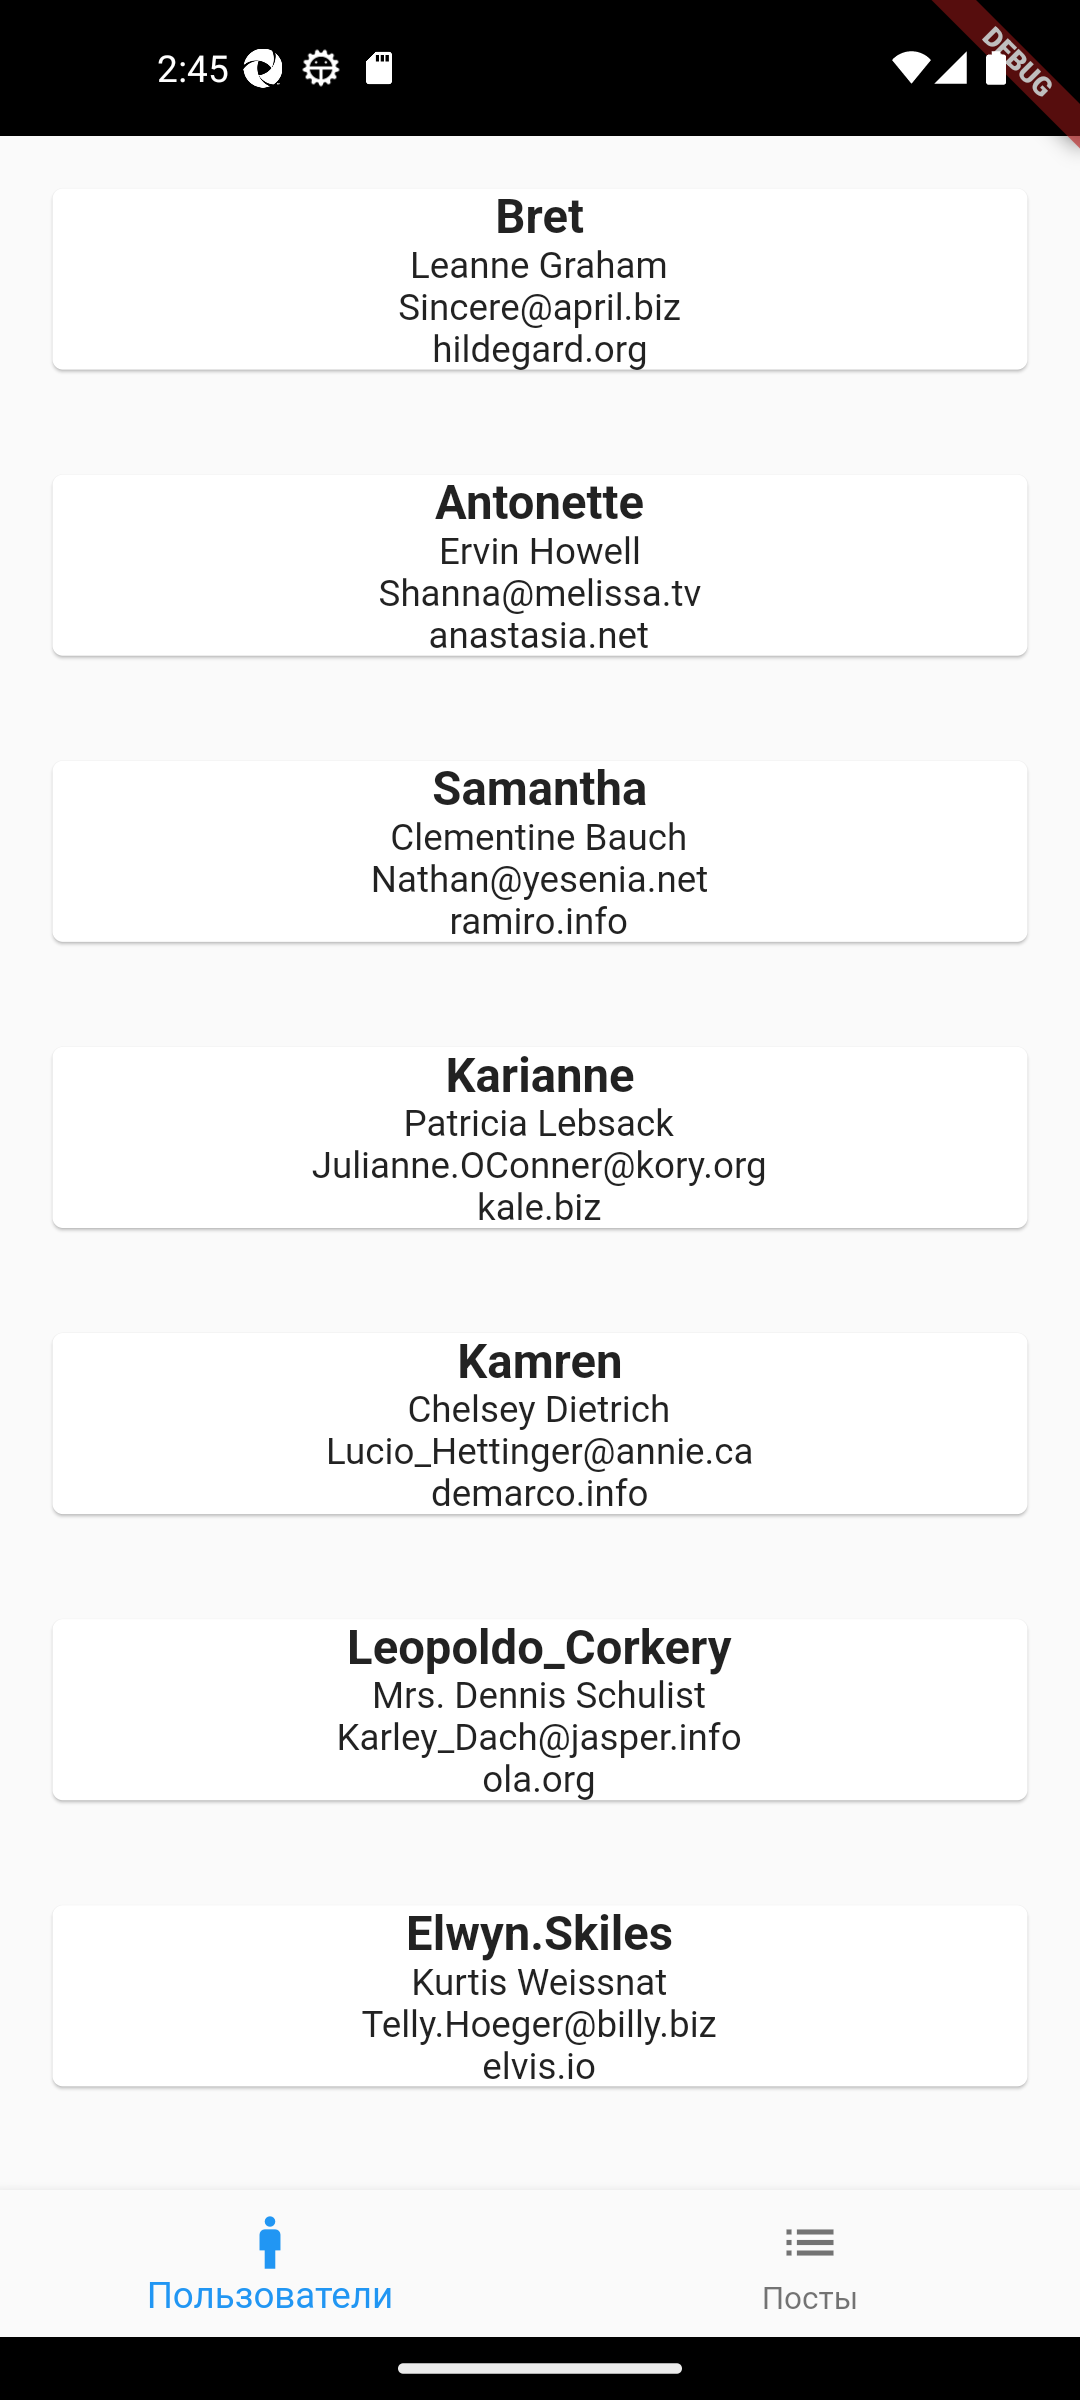 2:45
DEBUG
Bret
Leanne Graham
Sincere@april.biz
hildegard.org
Antonette
Ervin Howell
Shanna@melissa.tv
anastasia.net
Samantha
Clementine Bauch
Nathan@yesenia.net
ramiro.info
Karianne
Patricia Lebsack
Julianne.OConner@kory.org
kale.biz
Kamren
Chelsey Dietrich
Lucio_Hettinger@annie.ca
demarco.info
Leopoldo_Corkery
Mrs. Dennis Schulist
Karley_Dach@jasper.info
ola.org
Elwyn.Skiles
Kurtis Weissnat
Telly.Hoeger@billy.biz
elvis.io
Пользователи
Посты